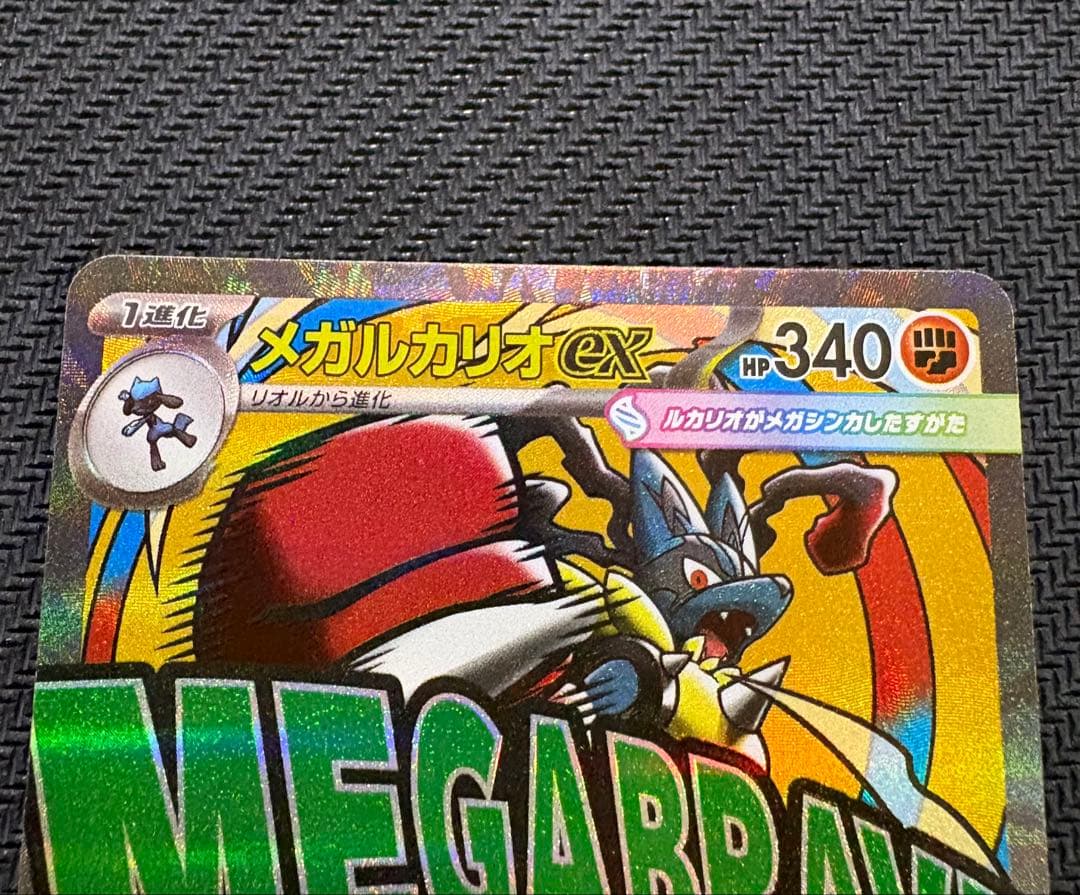 1進化
メガルカリオex
HP340
リオルから進化
ルカリオがメガシンカしたすがた